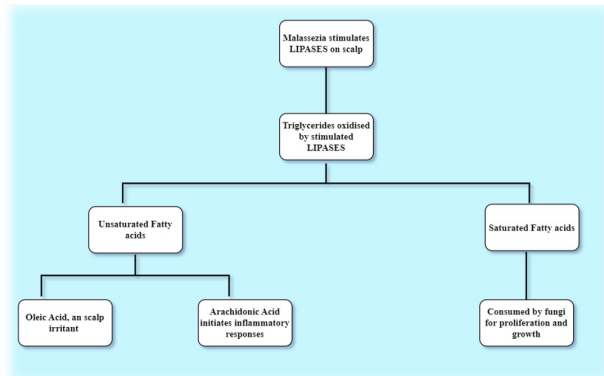 Malassezia stimulates
LIPASES on scalp
Triglycerides oxidised
by stimulated
LIPASES
Unsaturated Fatty
acids
Saturated Fatty acids
Oleic Acid, an scalp
irritant
Arachidonic Acid
initiates inflammatory
responses
Consumed by fungi
for proliferation and
growth